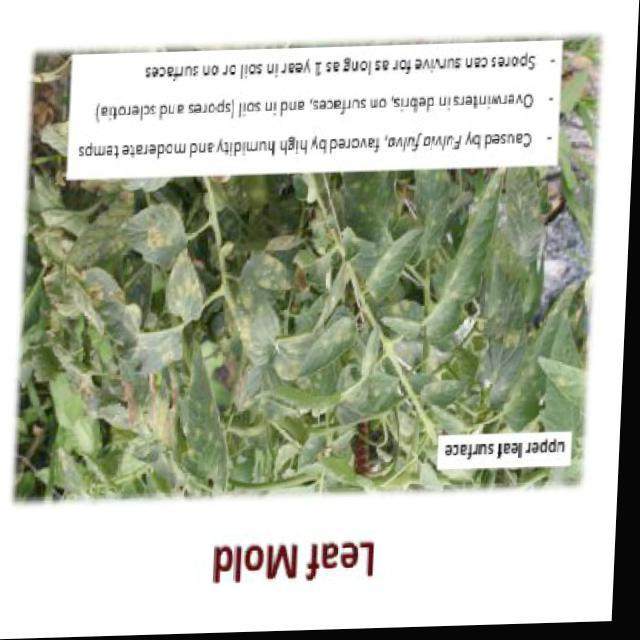 Leaf Mold
upper leaf surface
- Caused by Fulvia fulva, favored by high humidity and moderate temps
- Overwinters in debris, on surfaces, and in soil (spores and sclerotia)
- Spores can survive for as long as 1 year in soil or on surfaces